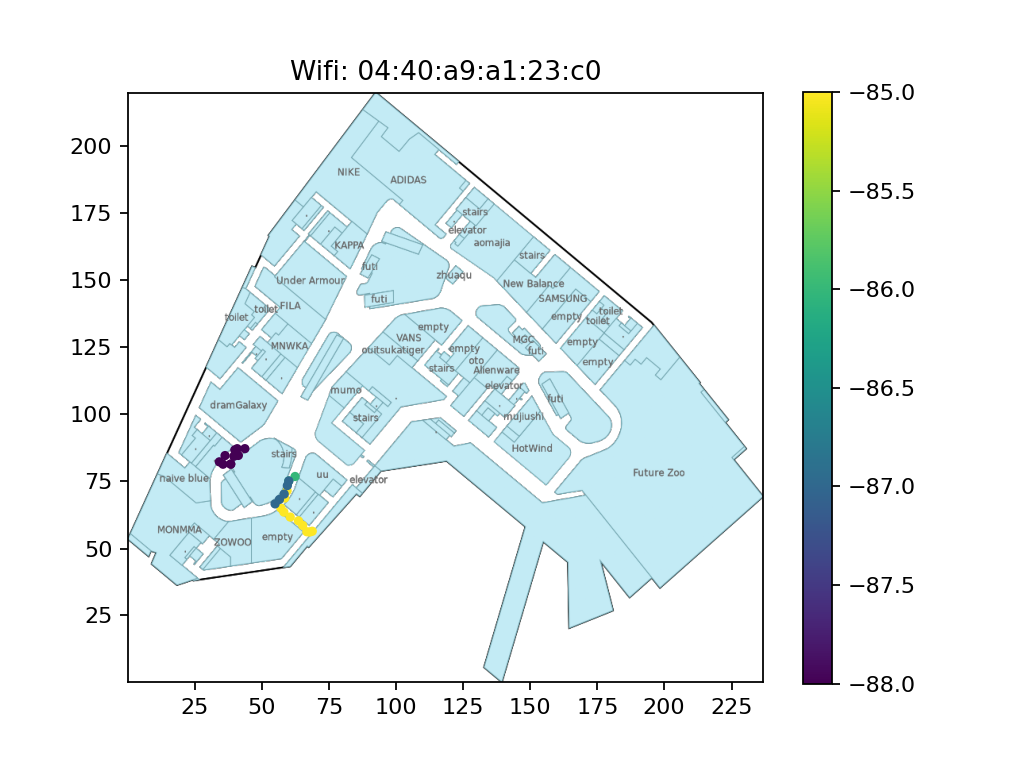 Wifi: 04:40:a9:a1:23:c0
−85.0
200
NIKE
ADIDAS
−85.5
175
stairs
elevator
aomajia
KAPPA
stairs
−86.0
futi
zhuaqu
150
Under Armour
New Balance
futi
SAMSUNG
toilet
FILA
toilet
empty
toilet
toilet
−86.5
125
empty
VANS
MNWKA
ouitsukatiger
empty
MGC
futi
empty
oto
stairs
Alienware
empty
mumo
elevator
−87.0
dramGalaxy
futi
100
stairs
mujiushi
HotWind
stairs
75
naive blue
uu
elevator
Future Zoo
−87.5
MONMMA
50
ZOWOO
empty
25
−88.0
25
50
75
100
125
150
175
200
225